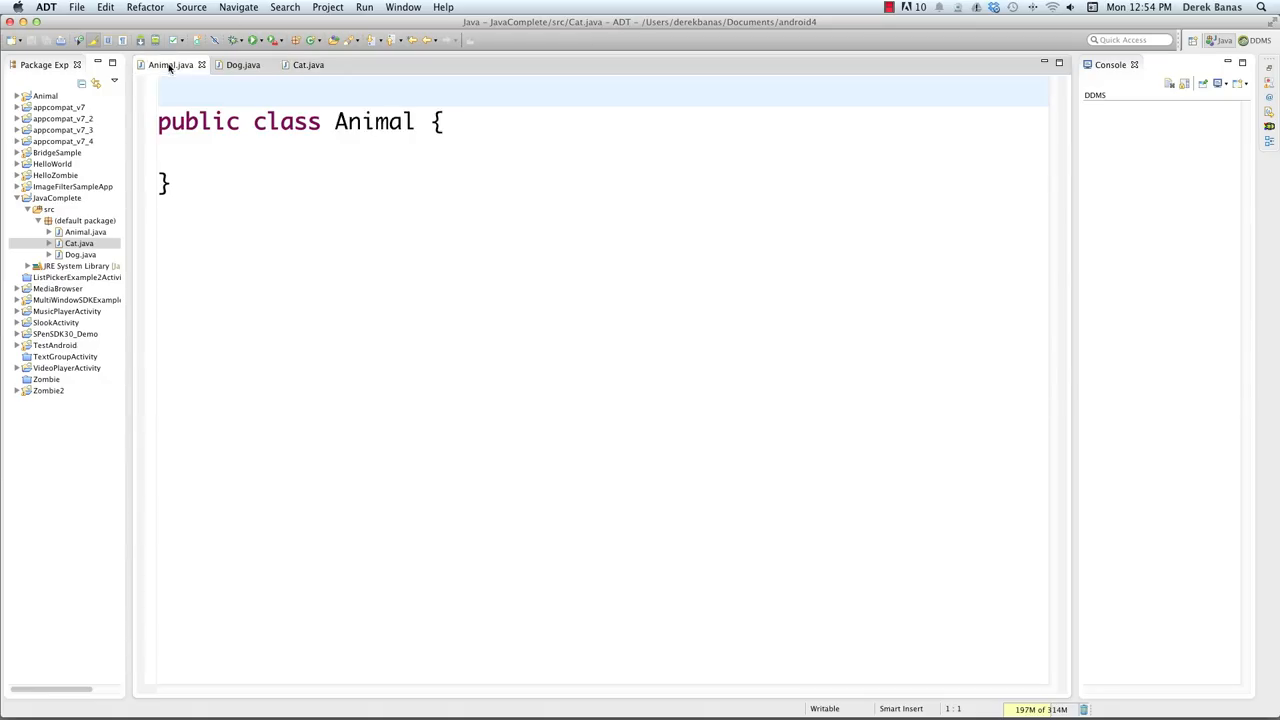 ADT File Edit Refactor Source Navigate Search Project Run Window Help 10 Mon 12:54 PM Derek Banas
Java – JavaComplete/src/Cat.java – ADT – /Users/derekbanas/Documents/android4
Quick Access Java DDMS
Package Exp
Animal.java Dog.java Cat.java
Console
DDMS
Animal
appcompat_v7
appcompat_v7_2
appcompat_v7_3
appcompat_v7_4
BridgeSample
HelloWorld
HelloZombie
ImageFilterSampleApp
JavaComplete
src
(default package)
Animal.java
Cat.java
Dog.java
JRE System Library [Ja
ListPickerExample2Activi
MediaBrowser
MultiWindowSDKExample
MusicPlayerActivity
SlookActivity
SPenSDK30_Demo
TestAndroid
TextGroupActivity
VideoPlayerActivity
Zombie
Zombie2
public class Animal {
}
Writable Smart Insert 1 : 1 197M of 314M